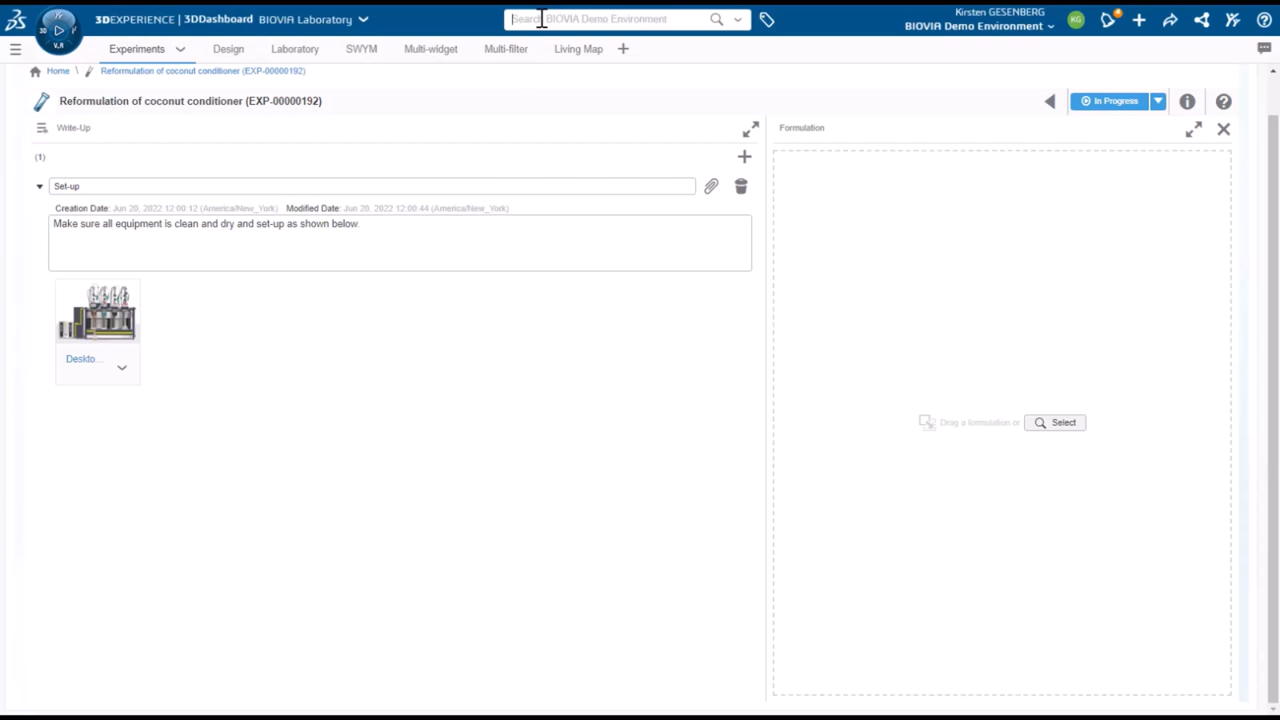 3DEXPERIENCE | 3DDashboard BIOVIA Laboratory
Search BIOVIA Demo Environment
Kirsten GESENBERG
BIOVIA Demo Environment
KG
3D
V,R
Experiments
Design
Laboratory
SWYM
Multi-widget
Multi-filter
Living Map
Home \ Reformulation of coconut conditioner (EXP-00000192)
Reformulation of coconut conditioner (EXP-00000192)
In Progress
Write-Up
Formulation
(1)
Set-up
Creation Date: Jun 20, 2022 12:00:12 (America/New_York) Modified Date: Jun 20, 2022 12:00:44 (America/New_York)
Make sure all equipment is clean and dry and set-up as shown below.
Deskto...
Drag a formulation or
Select